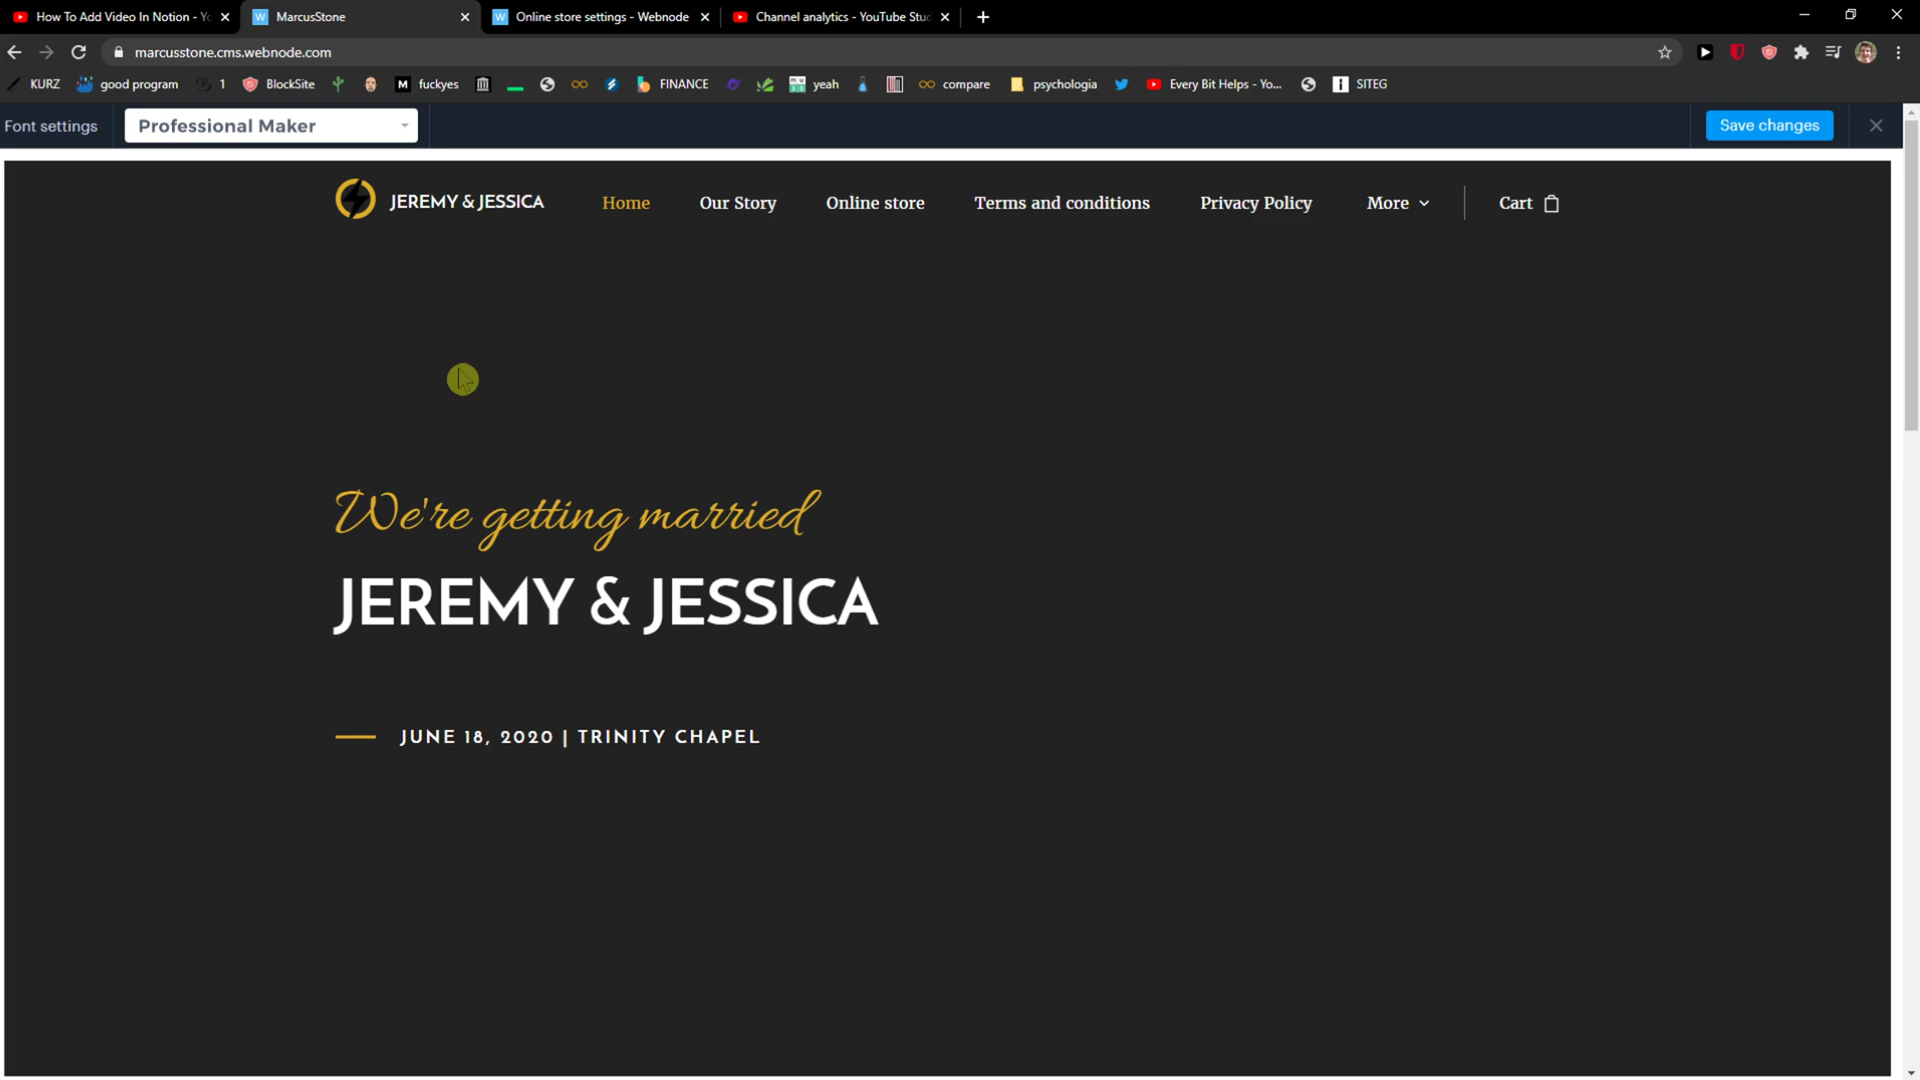 How To Add Video In Notion - Yo
MarcusStone
Online store settings - Webnode
Channel analytics - YouTube Stud
marcusstone.cms.webnode.com
KURZ
good program
1
BlockSite
M
fuckyes
FINANCE
yeah
compare
psychologia
Every Bit Helps - Yo...
SITEG
Font settings
Professional Maker
Save changes
JEREMY & JESSICA
Home
Our Story
Online store
Terms and conditions
Privacy Policy
More
Cart
We're getting married
JEREMY & JESSICA
JUNE 18, 2020 | TRINITY CHAPEL